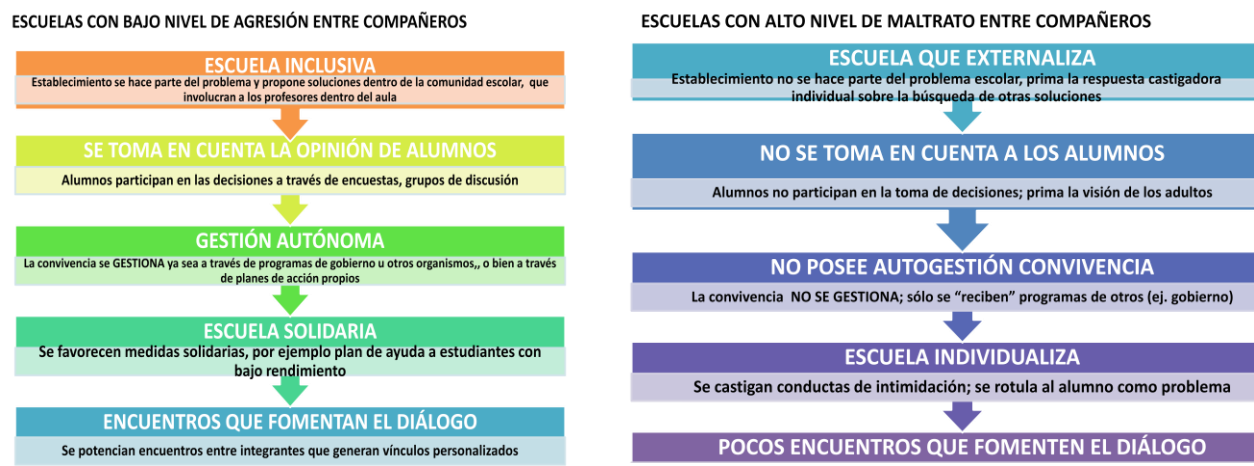 ESCUELAS CON BAJO NIVEL DE AGRESIÓN ENTRE COMPAÑEROS
ESCUELA INCLUSIVA
Establecimiento se hace parte del problema y propone soluciones dentro de la comunidad escolar, que
involucran a los profesores dentro del aula
SE TOMA EN CUENTA LA OPINIÓN DE ALUMNOS
Alumnos participan en las decisiones a través de encuestas, grupos de discusión
GESTIÓN AUTÓNOMA
La convivencia se GESTIONA ya sea a través de programas de gobierno u otros organismos,, o bien a través
de planes de acción propios
ESCUELA SOLIDARIA
Se favorecen medidas solidarias, por ejemplo plan de ayuda a estudiantes con
bajo rendimiento
ENCUENTROS QUE FOMENTAN EL DIÁLOGO
Se potencian encuentros entre integrantes que generan vínculos personalizados
ESCUELAS CON ALTO NIVEL DE MALTRATO ENTRE COMPAÑEROS
ESCUELA QUE EXTERNALIZA
Establecimiento no se hace parte del problema escolar, prima la respuesta castigadora
individual sobre la búsqueda de otras soluciones
NO SE TOMA EN CUENTA A LOS ALUMNOS
Alumnos no participan en la toma de decisiones; prima la visión de los adultos
NO POSEE AUTOGESTIÓN CONVIVENCIA
La convivencia NO SE GESTIONA; sólo se “reciben” programas de otros (ej. gobierno)
ESCUELA INDIVIDUALIZA
Se castigan conductas de intimidación; se rotula al alumno como problema
POCOS ENCUENTROS QUE FOMENTEN EL DIÁLOGO